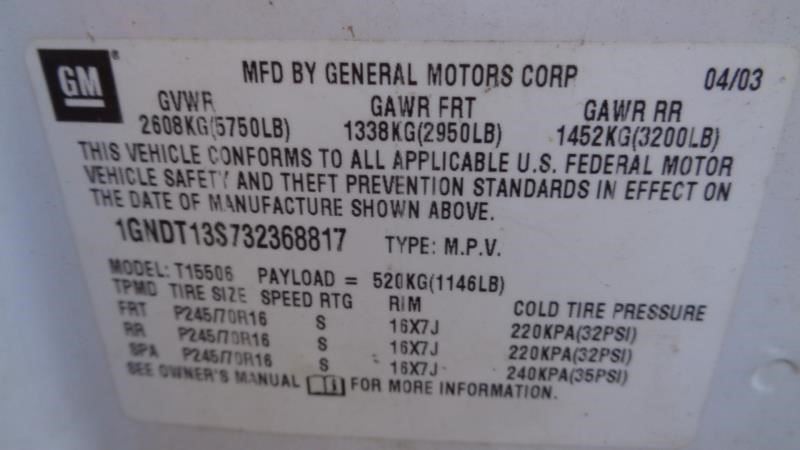 GM® MFD BY GENERAL MOTORS CORP 04/03
GVWR GAWR FRT GAWR RR
2608KG(5750LB) 1338KG(2950LB) 1452KG(3200LB)
THIS VEHICLE CONFORMS TO ALL APPLICABLE U.S. FEDERAL MOTOR
VEHICLE SAFETY AND THEFT PREVENTION STANDARDS IN EFFECT ON
THE DATE OF MANUFACTURE SHOWN ABOVE.
1GNDT13S732368817 TYPE: M.P.V.
MODEL: T15506 PAYLOAD = 520KG(1146LB)
TPMD TIRE SIZE SPEED RTG RIM COLD TIRE PRESSURE
FRT P245/70R16 S 16X7J 220KPA(32PSI)
RR P245/70R16 S 16X7J 220KPA(32PSI)
SPA P245/70R16 S 16X7J 240KPA(35PSI)
SEE OWNER'S MANUAL FOR MORE INFORMATION.